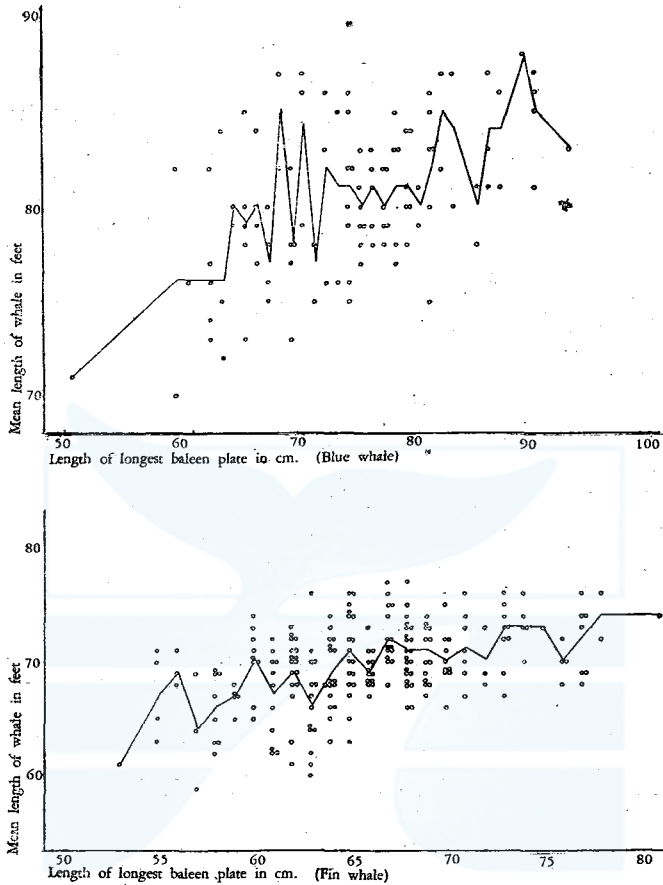 90
80
70
Mean length of whale in feet
50 60 70 80 90 100
Length of longest baleen plate in cm. (Blue whale)
80
70
60
Mean length of whale in feet
50 55 60 65 70 75 80
Length of longest baleen plate in cm. (Fin whale)